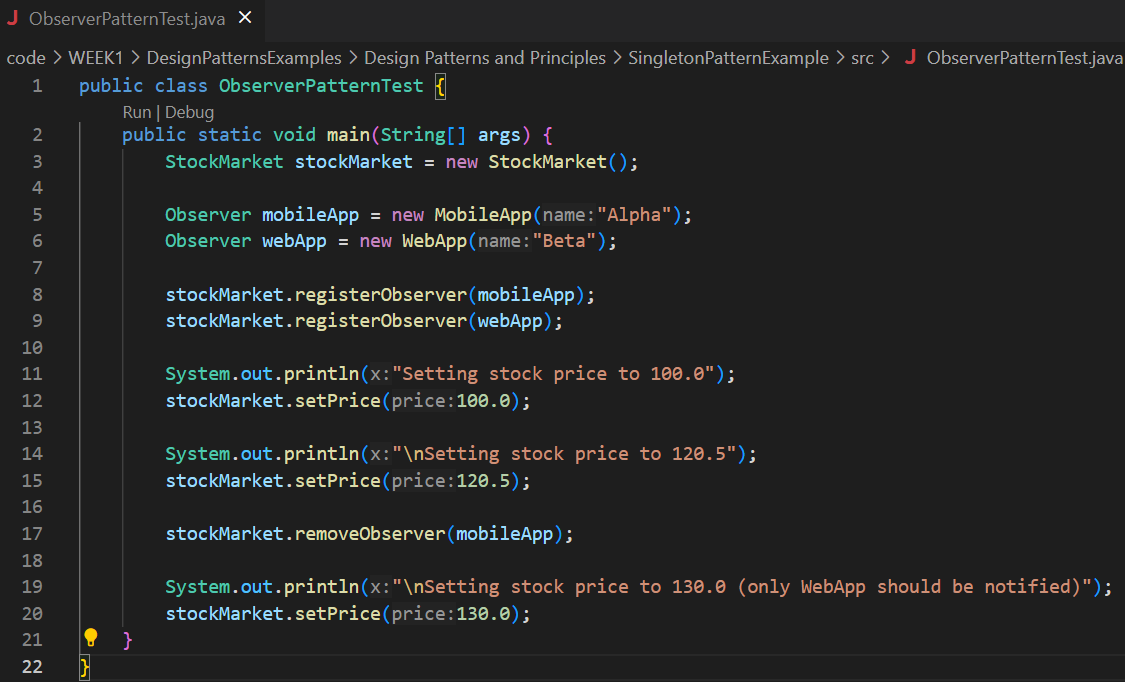 J ObserverPatternTest.java ×
code > WEEK1 > DesignPatternsExamples > Design Patterns and Principles > SingletonPatternExample > src > J ObserverPatternTest.java
1 public class ObserverPatternTest {
Run | Debug
2 public static void main(String[] args) {
3 StockMarket stockMarket = new StockMarket();
4
5 Observer mobileApp = new MobileApp(name:"Alpha");
6 Observer webApp = new WebApp(name:"Beta");
7
8 stockMarket.registerObserver(mobileApp);
9 stockMarket.registerObserver(webApp);
10
11 System.out.println(x:"Setting stock price to 100.0");
12 stockMarket.setPrice(price:100.0);
13
14 System.out.println(x:"\nSetting stock price to 120.5");
15 stockMarket.setPrice(price:120.5);
16
17 stockMarket.removeObserver(mobileApp);
18
19 System.out.println(x:"\nSetting stock price to 130.0 (only WebApp should be notified)");
20 stockMarket.setPrice(price:130.0);
21 }
22 }